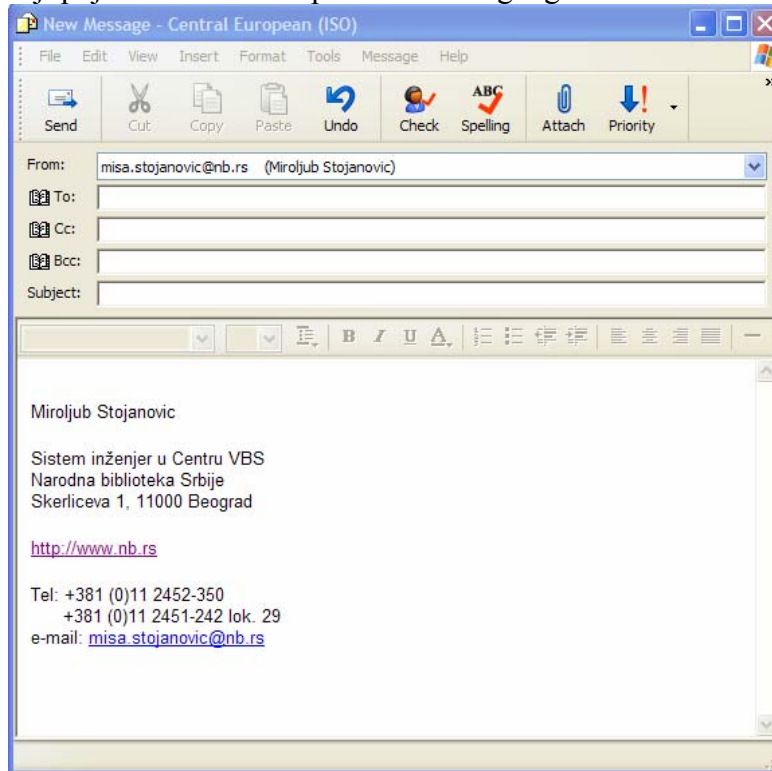 New Message - Central European (ISO)
File Edit View Insert Format Tools Message Help
Send Cut Copy Paste Undo Check ABC Spelling Attach Priority
From: misa.stojanovic@nb.rs (Miroljub Stojanovic)
To:
Cc:
Bcc:
Subject:
B I U A
Miroljub Stojanovic
Sistem inženjer u Centru VBS
Narodna biblioteka Srbije
Skerliceva 1, 11000 Beograd
http://www.nb.rs
Tel: +381 (0)11 2452-350
+381 (0)11 2451-242 lok. 29
e-mail: misa.stojanovic@nb.rs